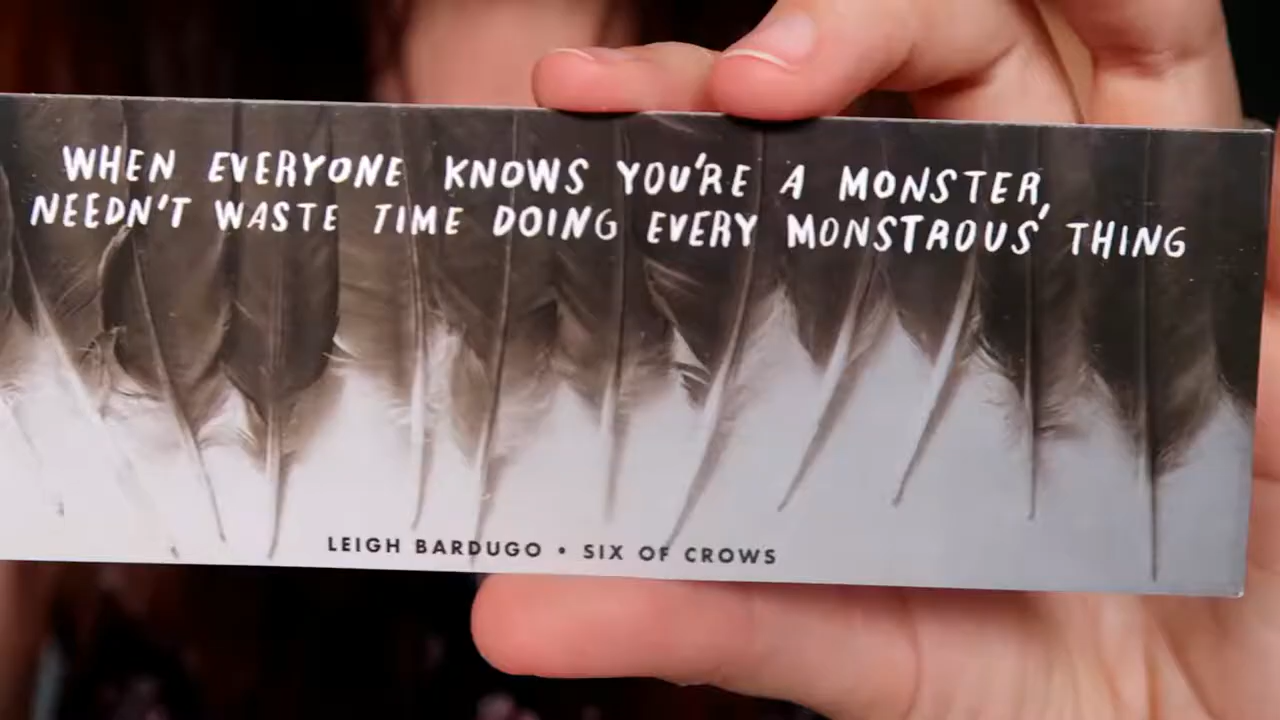 WHEN EVERYONE KNOWS YOU'RE A MONSTER,
NEEDN'T WASTE TIME DOING EVERY MONSTROUS THING
LEIGH BARDUGO • SIX OF CROWS